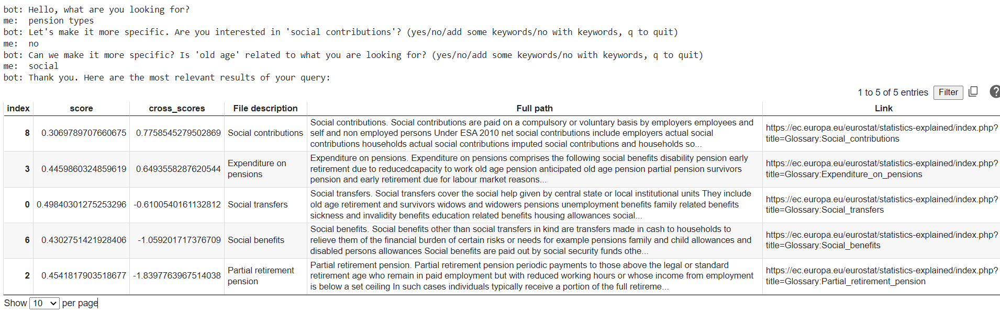 bot: Hello, what are you looking for?
me:  pension types
bot: Let's make it more specific. Are you interested in 'social contributions'? (yes/no/add some keywords/no with keywords, q to quit)
me:  no
bot: Can we make it more specific? Is 'old age' related to what you are looking for? (yes/no/add some keywords/no with keywords, q to quit)
me:  social
bot: Thank you. Here are the most relevant results of your query:
1 to 5 of 5 entries Filter ?
index score cross_scores File description Full path Link
8 0.3069789707660675 0.7758545279502869 Social contributions
Social contributions. Social contributions are paid on a compulsory or voluntary basis by employers employees and
self and non employed persons Under ESA 2010 net social contributions include employers actual social
contributions households actual social contributions imputed social contributions and households so...
https://ec.europa.eu/eurostat/statistics-explained/index.php?
title=Glossary:Social_contributions
3 0.4459860324859619 0.6493558287620544 Expenditure on
pensions
Expenditure on pensions. Expenditure on pensions comprises the following social benefits disability pension early
retirement due to reducedcapacity to work old age pension anticipated old age pension partial pension survivors
pension and early retirement due for labour market reasons...
https://ec.europa.eu/eurostat/statistics-explained/index.php?
title=Glossary:Expenditure_on_pensions
0 0.49840301275253296 -0.6100540161132812 Social transfers
Social transfers. Social transfers cover the social help given by central state or local institutional units They include
old age retirement and survivors widows and widowers pensions unemployment benefits family related benefits
sickness and invalidity benefits education related benefits housing allowances social...
https://ec.europa.eu/eurostat/statistics-explained/index.php?
title=Glossary:Social_transfers
6 0.4302751421928406 -1.059201717376709 Social benefits
Social benefits. Social benefits other than social transfers in kind are transfers made in cash to households to
relieve them of the financial burden of certain risks or needs for example pensions family and child allowances and
disabled persons allowances Social benefits are paid out by social security funds othe...
https://ec.europa.eu/eurostat/statistics-explained/index.php?
title=Glossary:Social_benefits
2 0.4541817903518677 -1.8397763967514038 Partial retirement
pension
Partial retirement pension. Partial retirement pension periodic payments to those above the legal or standard
retirement age who remain in paid employment but with reduced working hours or whose income from employment
is below a set ceiling In such cases individuals typically receive a portion of the full retireme...
https://ec.europa.eu/eurostat/statistics-explained/index.php?
title=Glossary:Partial_retirement_pension
Show 10 per page